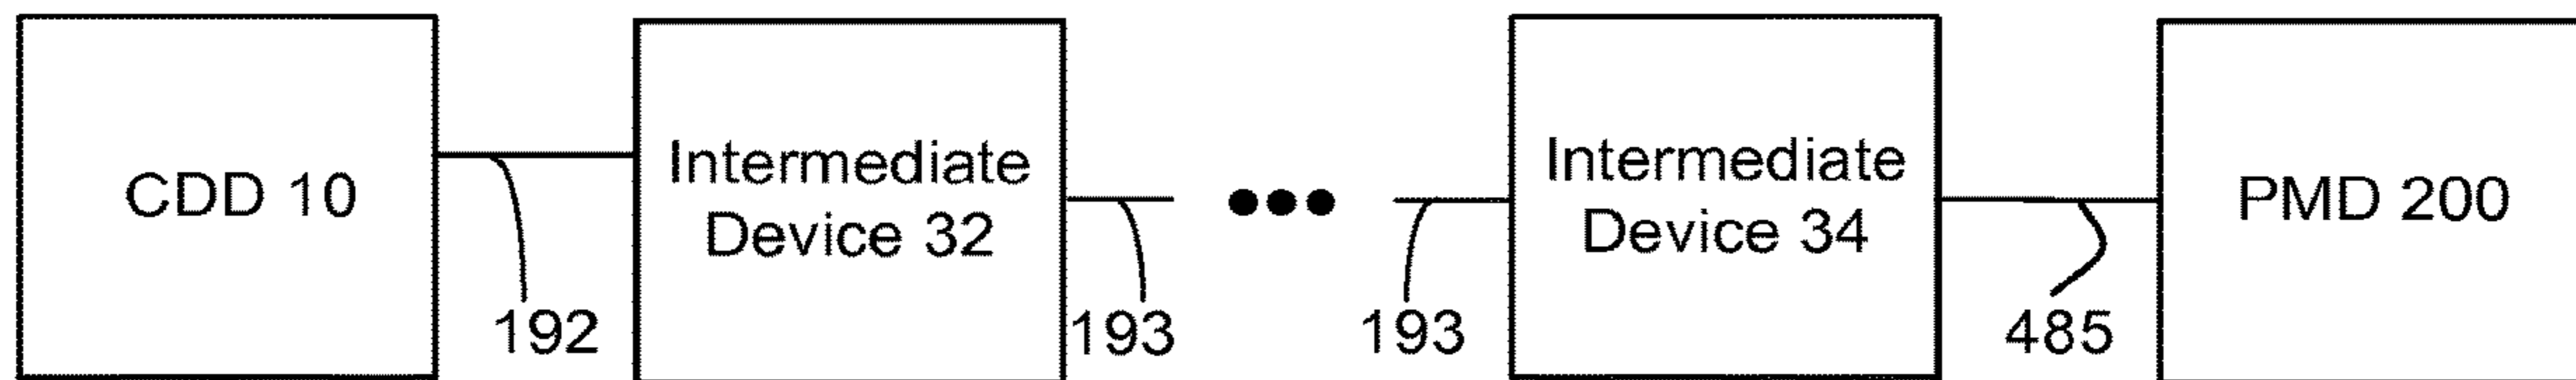 CDD 10
Intermediate
Device 32
Intermediate
Device 34
PMD 200
192
193
193
485